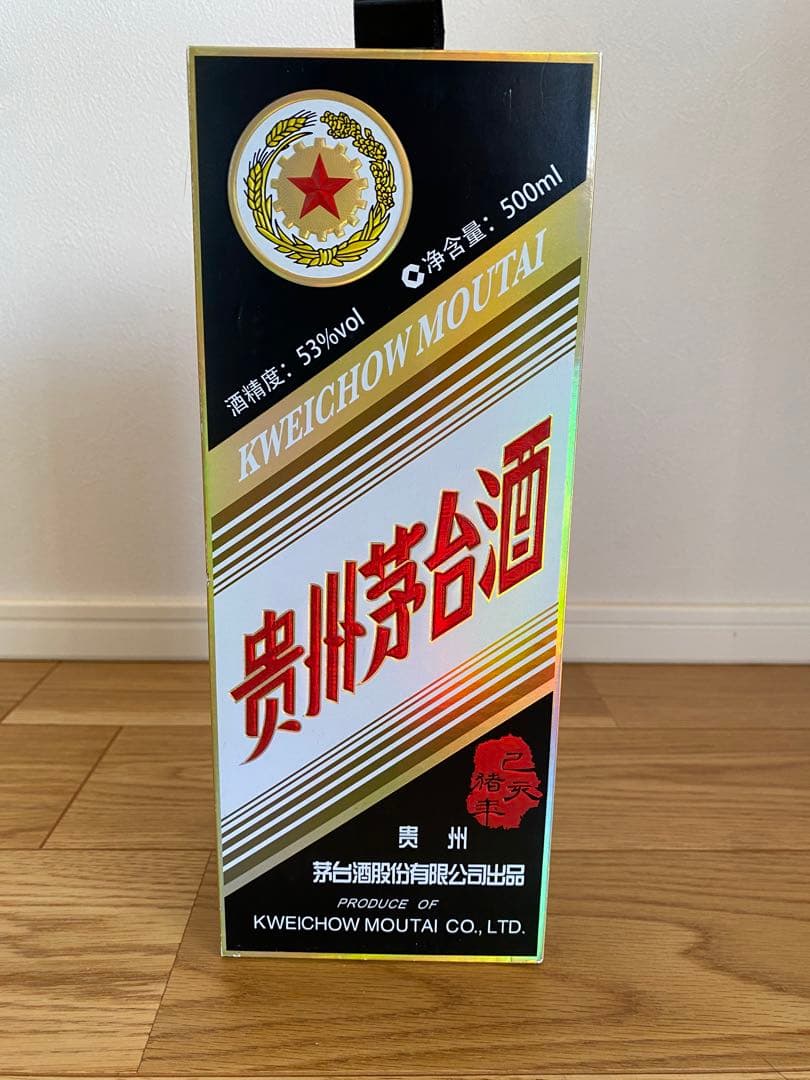 酒精度：53%vol
净含量：500ml
KWEICHOW MOUTAI
贵州茅台酒
己亥
猪年
贵州
茅台酒股份有限公司出品
PRODUCE OF
KWEICHOW MOUTAI CO., LTD.